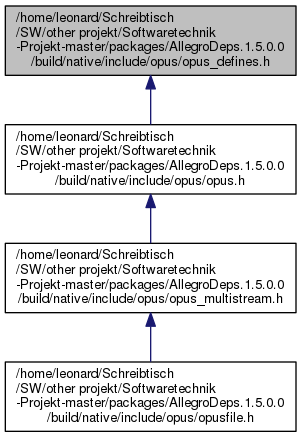 /home/leonard/Schreibtisch
/SW/other projekt/Softwaretechnik
-Projekt-master/packages/AllegroDeps.1.5.0.0
/build/native/include/opus/opus_defines.h
/home/leonard/Schreibtisch
/SW/other projekt/Softwaretechnik
-Projekt-master/packages/AllegroDeps.1.5.0.0
/build/native/include/opus/opus.h
/home/leonard/Schreibtisch
/SW/other projekt/Softwaretechnik
-Projekt-master/packages/AllegroDeps.1.5.0.0
/build/native/include/opus/opus_multistream.h
/home/leonard/Schreibtisch
/SW/other projekt/Softwaretechnik
-Projekt-master/packages/AllegroDeps.1.5.0.0
/build/native/include/opus/opusfile.h